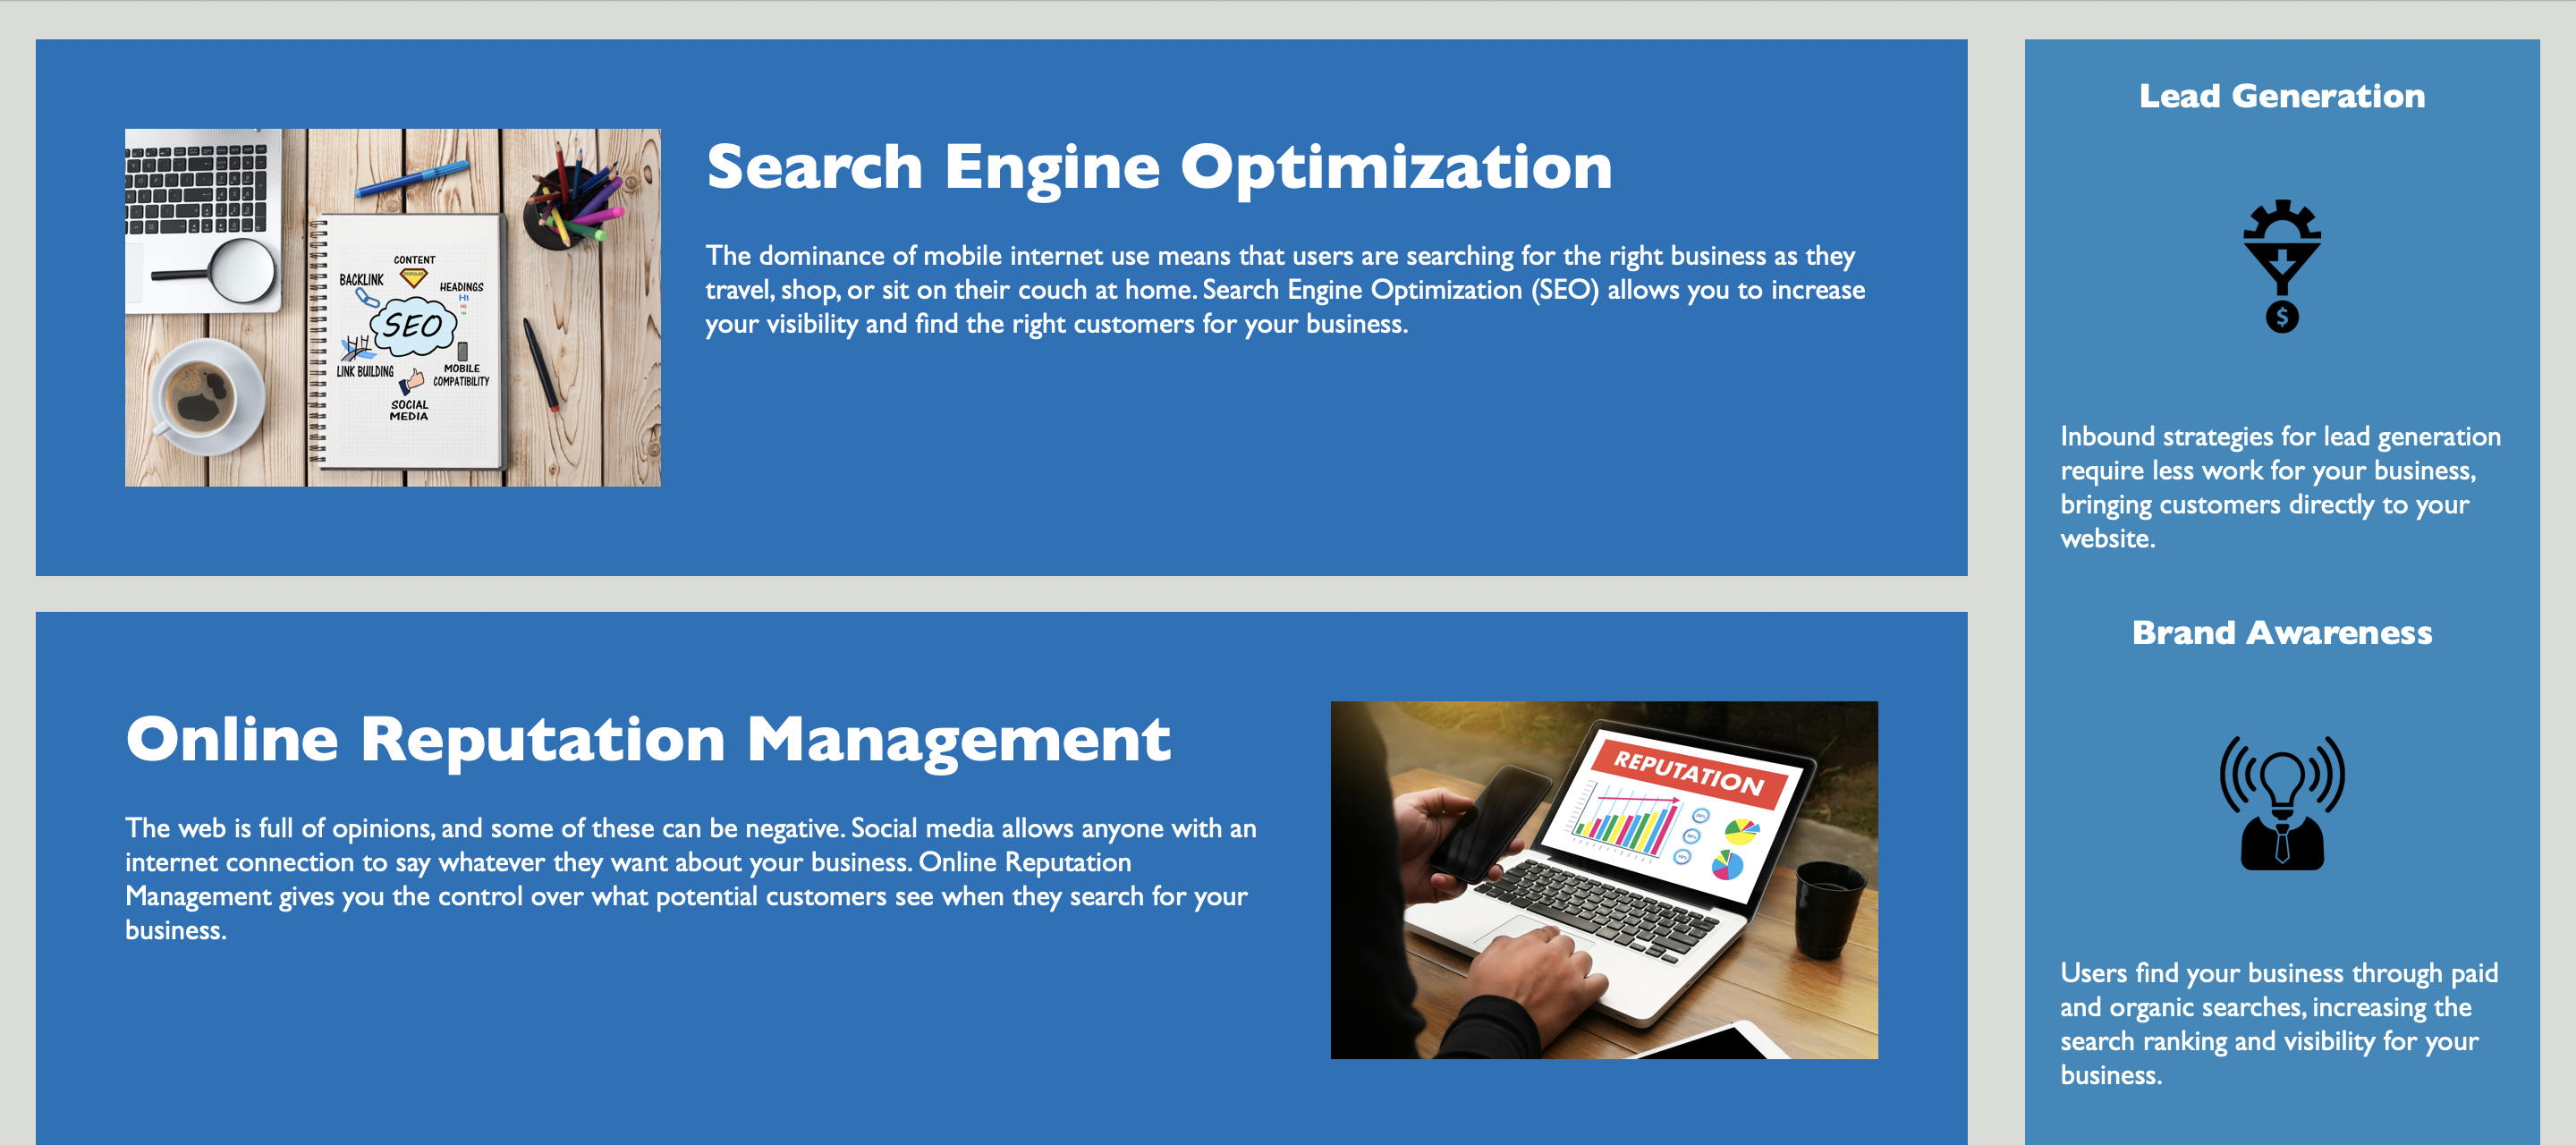 Search Engine Optimization
The dominance of mobile internet use means that users are searching for the right business as they
travel, shop, or sit on their couch at home. Search Engine Optimization (SEO) allows you to increase
your visibility and find the right customers for your business.
CONTENT
BACKLINK
HEADINGS
H1
SEO
LINK BUILDING
MOBILE
COMPATIBILITY
SOCIAL
MEDIA
Online Reputation Management
The web is full of opinions, and some of these can be negative. Social media allows anyone with an
internet connection to say whatever they want about your business. Online Reputation
Management gives you the control over what potential customers see when they search for your
business.
REPUTATION
Lead Generation
$
Inbound strategies for lead generation
require less work for your business,
bringing customers directly to your
website.
Brand Awareness
Users find your business through paid
and organic searches, increasing the
search ranking and visibility for your
business.